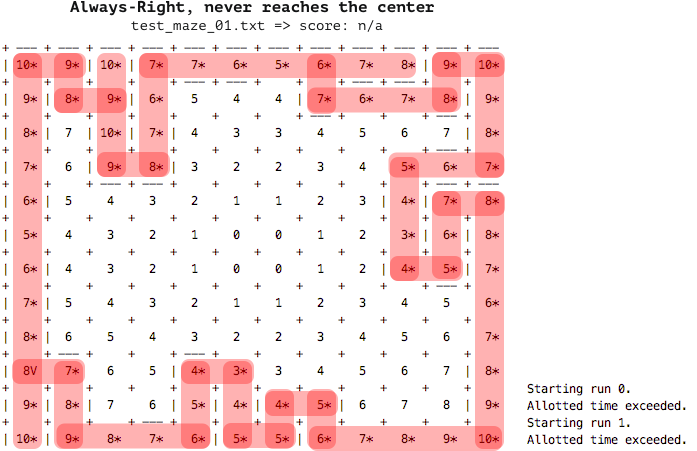 Always-Right, never reaches the center
test_maze_01.txt => score: n/a
+ --- + --- + --- + --- + --- + --- + --- + --- + --- + --- + --- + --- +
| 10* | 9* | 10* | 7* 7* 6* 5* 6* 7* 8* | 9* | 10* |
+ + + + + + + + + --- + --- + + +
| 9* | 8* 9* | 6* | 5 4 4 | 7* 6* 7* 8* | 9* |
+ + + + + + + + + + + --- + +
| 8* | 7 | 10* | 7* | 4 3 3 4 5 6 7 | 8* |
+ + + + + + + + + + + --- + +
| 7* | 6 | 9* 8* | 3 2 2 3 4 | 5* 6* 7* |
+ + + --- + --- + + + + + + + --- + --- +
| 6* | 5 4 3 2 1 1 2 3 | 4* | 7* 8* |
+ + + + + + + + + + + + +
| 5* | 4 3 2 1 0 0 1 2 | 3* | 6* | 8* |
+ + + + + + + + + + + + +
| 6* | 4 3 2 1 0 0 1 2 | 4* 5* | 7* |
+ + + + + + + + + + + --- + +
| 7* | 5 4 3 2 1 1 2 3 4 5 | 6* |
+ + + + + + + + + + + + +
| 8* | 6 5 4 3 2 2 3 4 5 6 | 7* |
+ + --- + + + --- + --- + + + + + + +
| 8V 7* | 6 5 | 4* 3* | 3 4 5 6 7 | 8* |
+ + + + + + + + + + + + +
| 9* | 8* | 7 6 | 5* | 4* | 4* 5* | 6 7 8 | 9* |
+ + + + + + + + + + + + +
| 10* | 9* 8* 7* 6* | 5* 5* | 6* 7* 8* 9* 10* |
+ --- + --- + --- + --- + --- + --- + --- + --- + --- + --- + --- + --- +
Starting run 0.
Allotted time exceeded.
Starting run 1.
Allotted time exceeded.